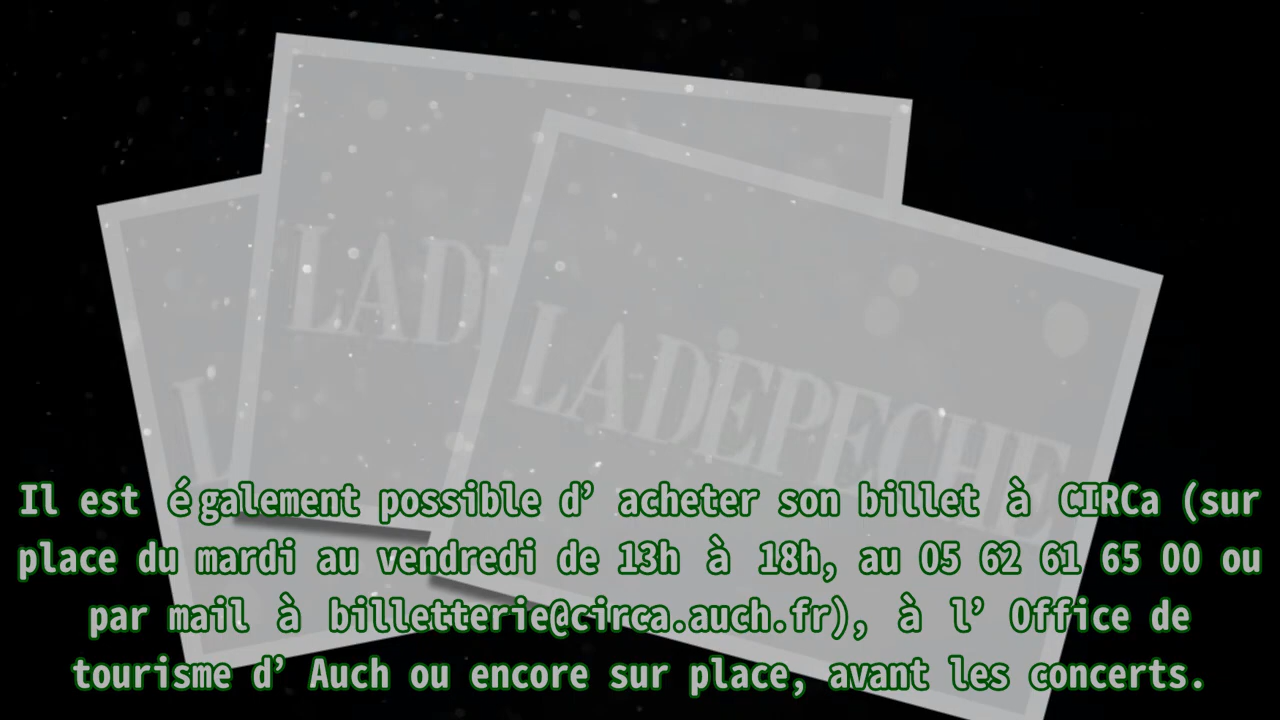 LADE
LADEPECHE
L
Il est également possible d’ acheter son billet à CIRCa (sur
place du mardi au vendredi de 13h à 18h, au 05 62 61 65 00 ou
par mail à billetterie@circa.auch.fr), à l’ Office de
tourisme d’ Auch ou encore sur place, avant les concerts.